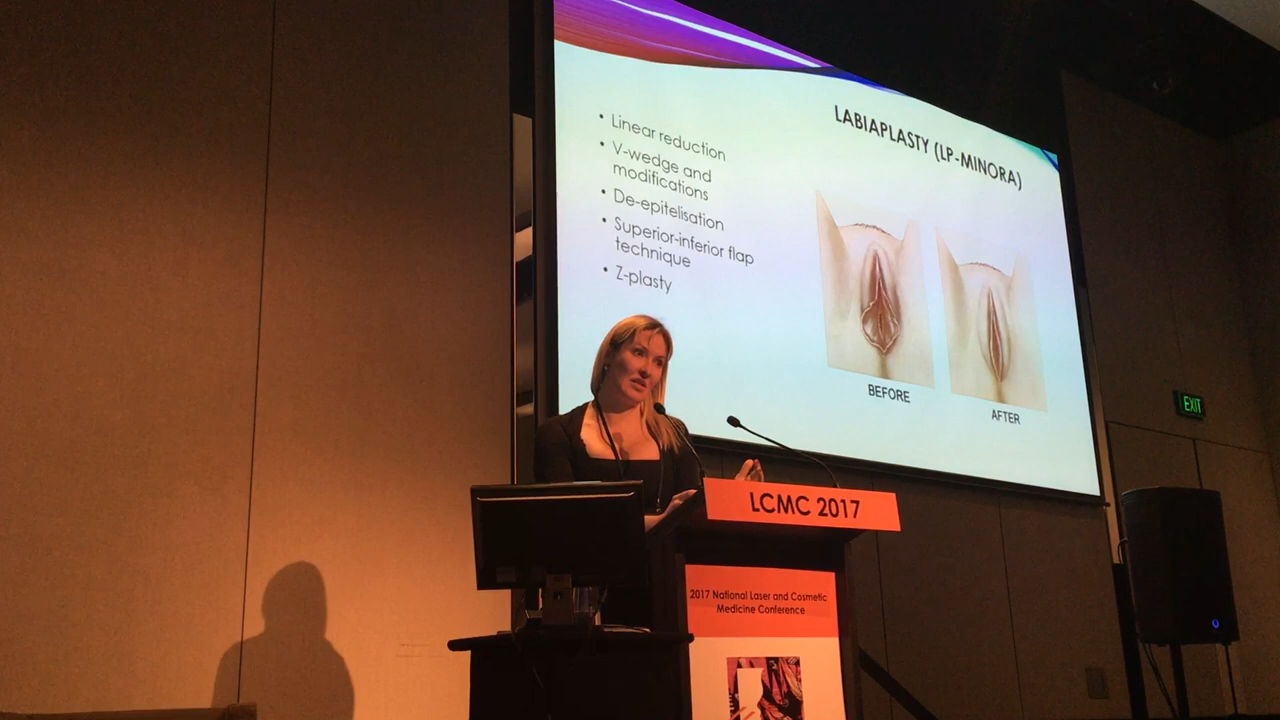 LABIAPLASTY (LP-MINORA)
• Linear reduction
• V-wedge and
modifications
• De-epitelisation
• Superior-inferior flap
technique
• Z-plasty
BEFORE
AFTER
EXIT
LCMC 2017
2017 National Laser and Cosmetic
Medicine Conference